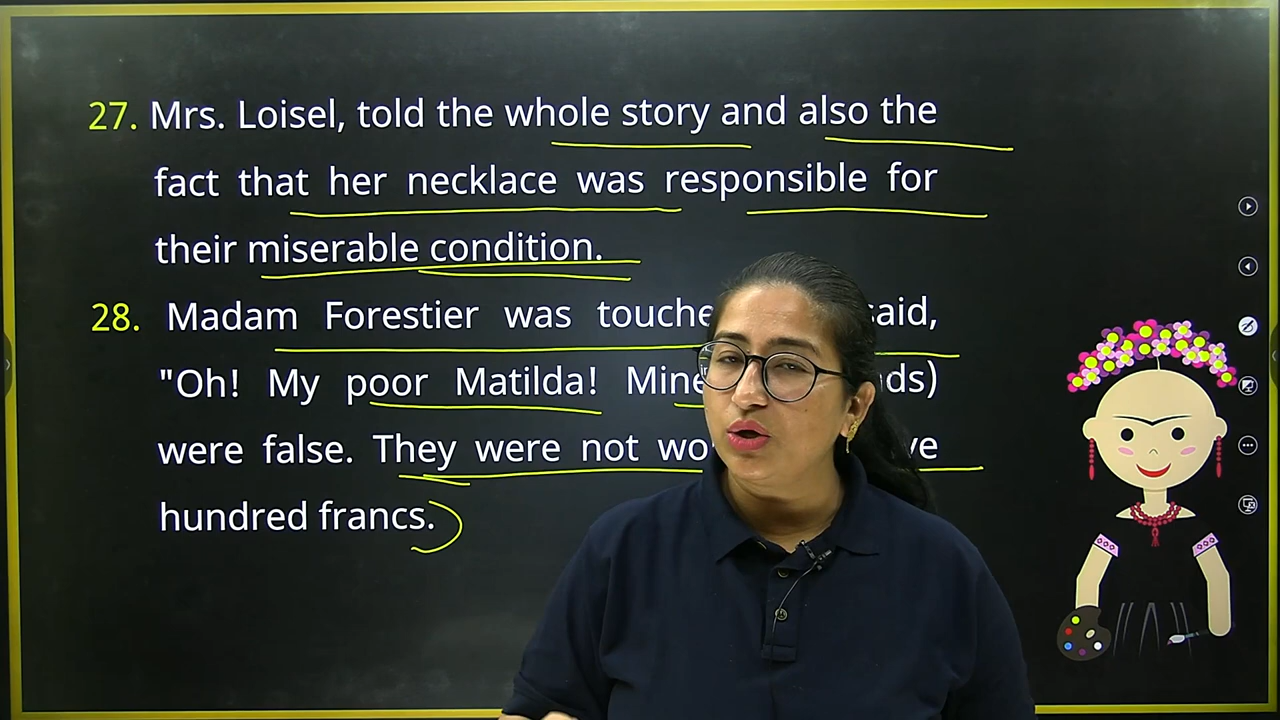 27. Mrs. Loisel, told the whole story and also the
fact that her necklace was responsible for
their miserable condition.
28. Madam Forestier was said,
"Oh! My poor Matilda!
were false. They were not
hundred francs.